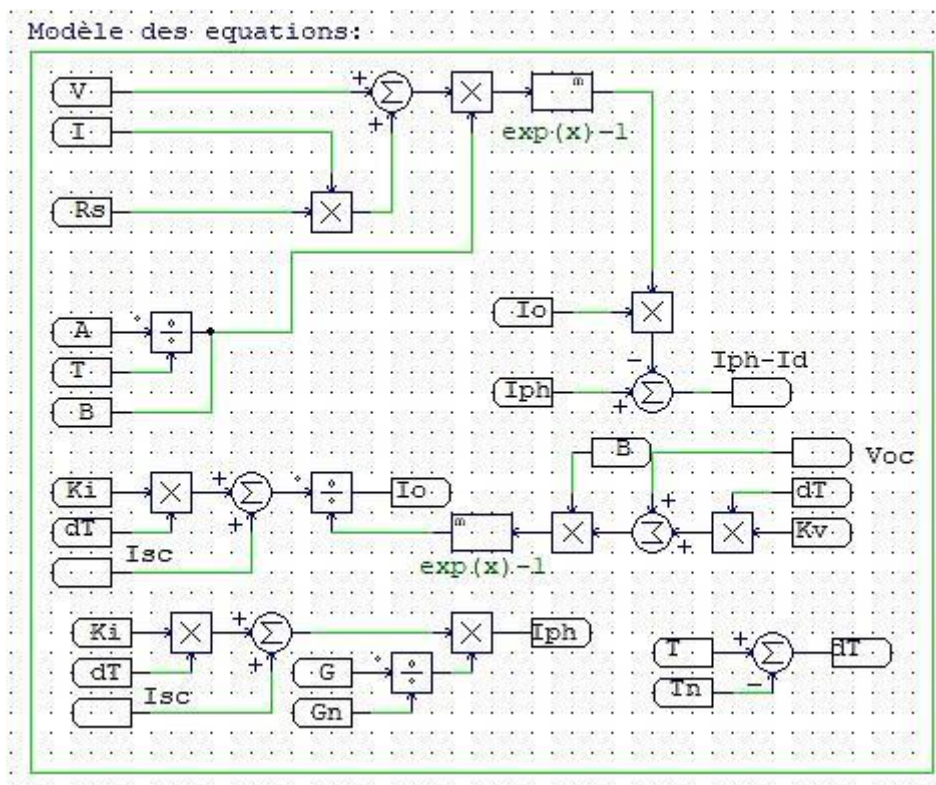 Modèle des equations:
V
I
Rs
exp(x)-1
m
A
T
B
Io
Iph
Iph-Id
B
Voc
dT
Kv
Ki
dT
Isc
Io
m
exp(x)-1
Ki
dT
Isc
G
Gn
Iph
T
Tn
dT